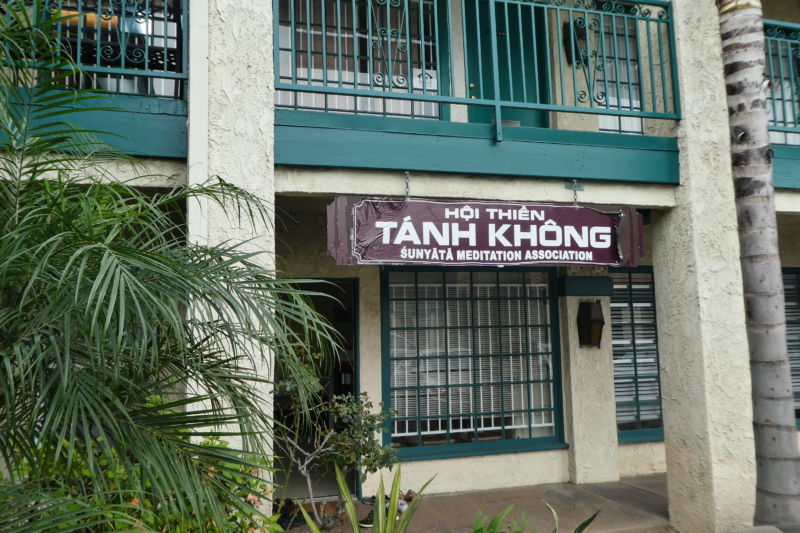 HỘI THIỀN
TÁNH KHÔNG
ŚUNYĀTĀ MEDITATION ASSOCIATION